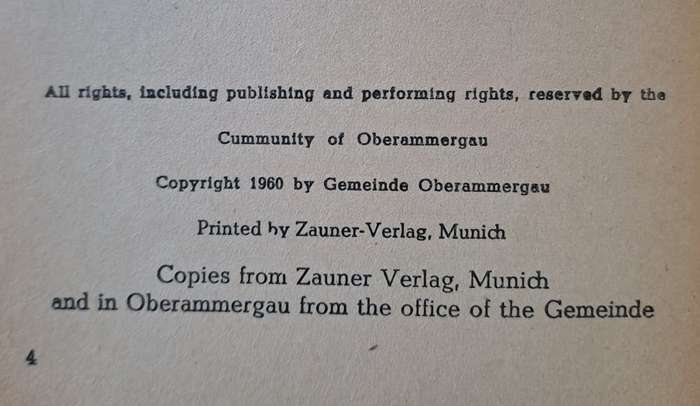 All rights, including publishing and performing rights, reserved by the
Cummunity of Oberammergau
Copyright 1960 by Gemeinde Oberammergau
Printed by Zauner-Verlag, Munich
Copies from Zauner Verlag, Munich
and in Oberammergau from the office of the Gemeinde
4